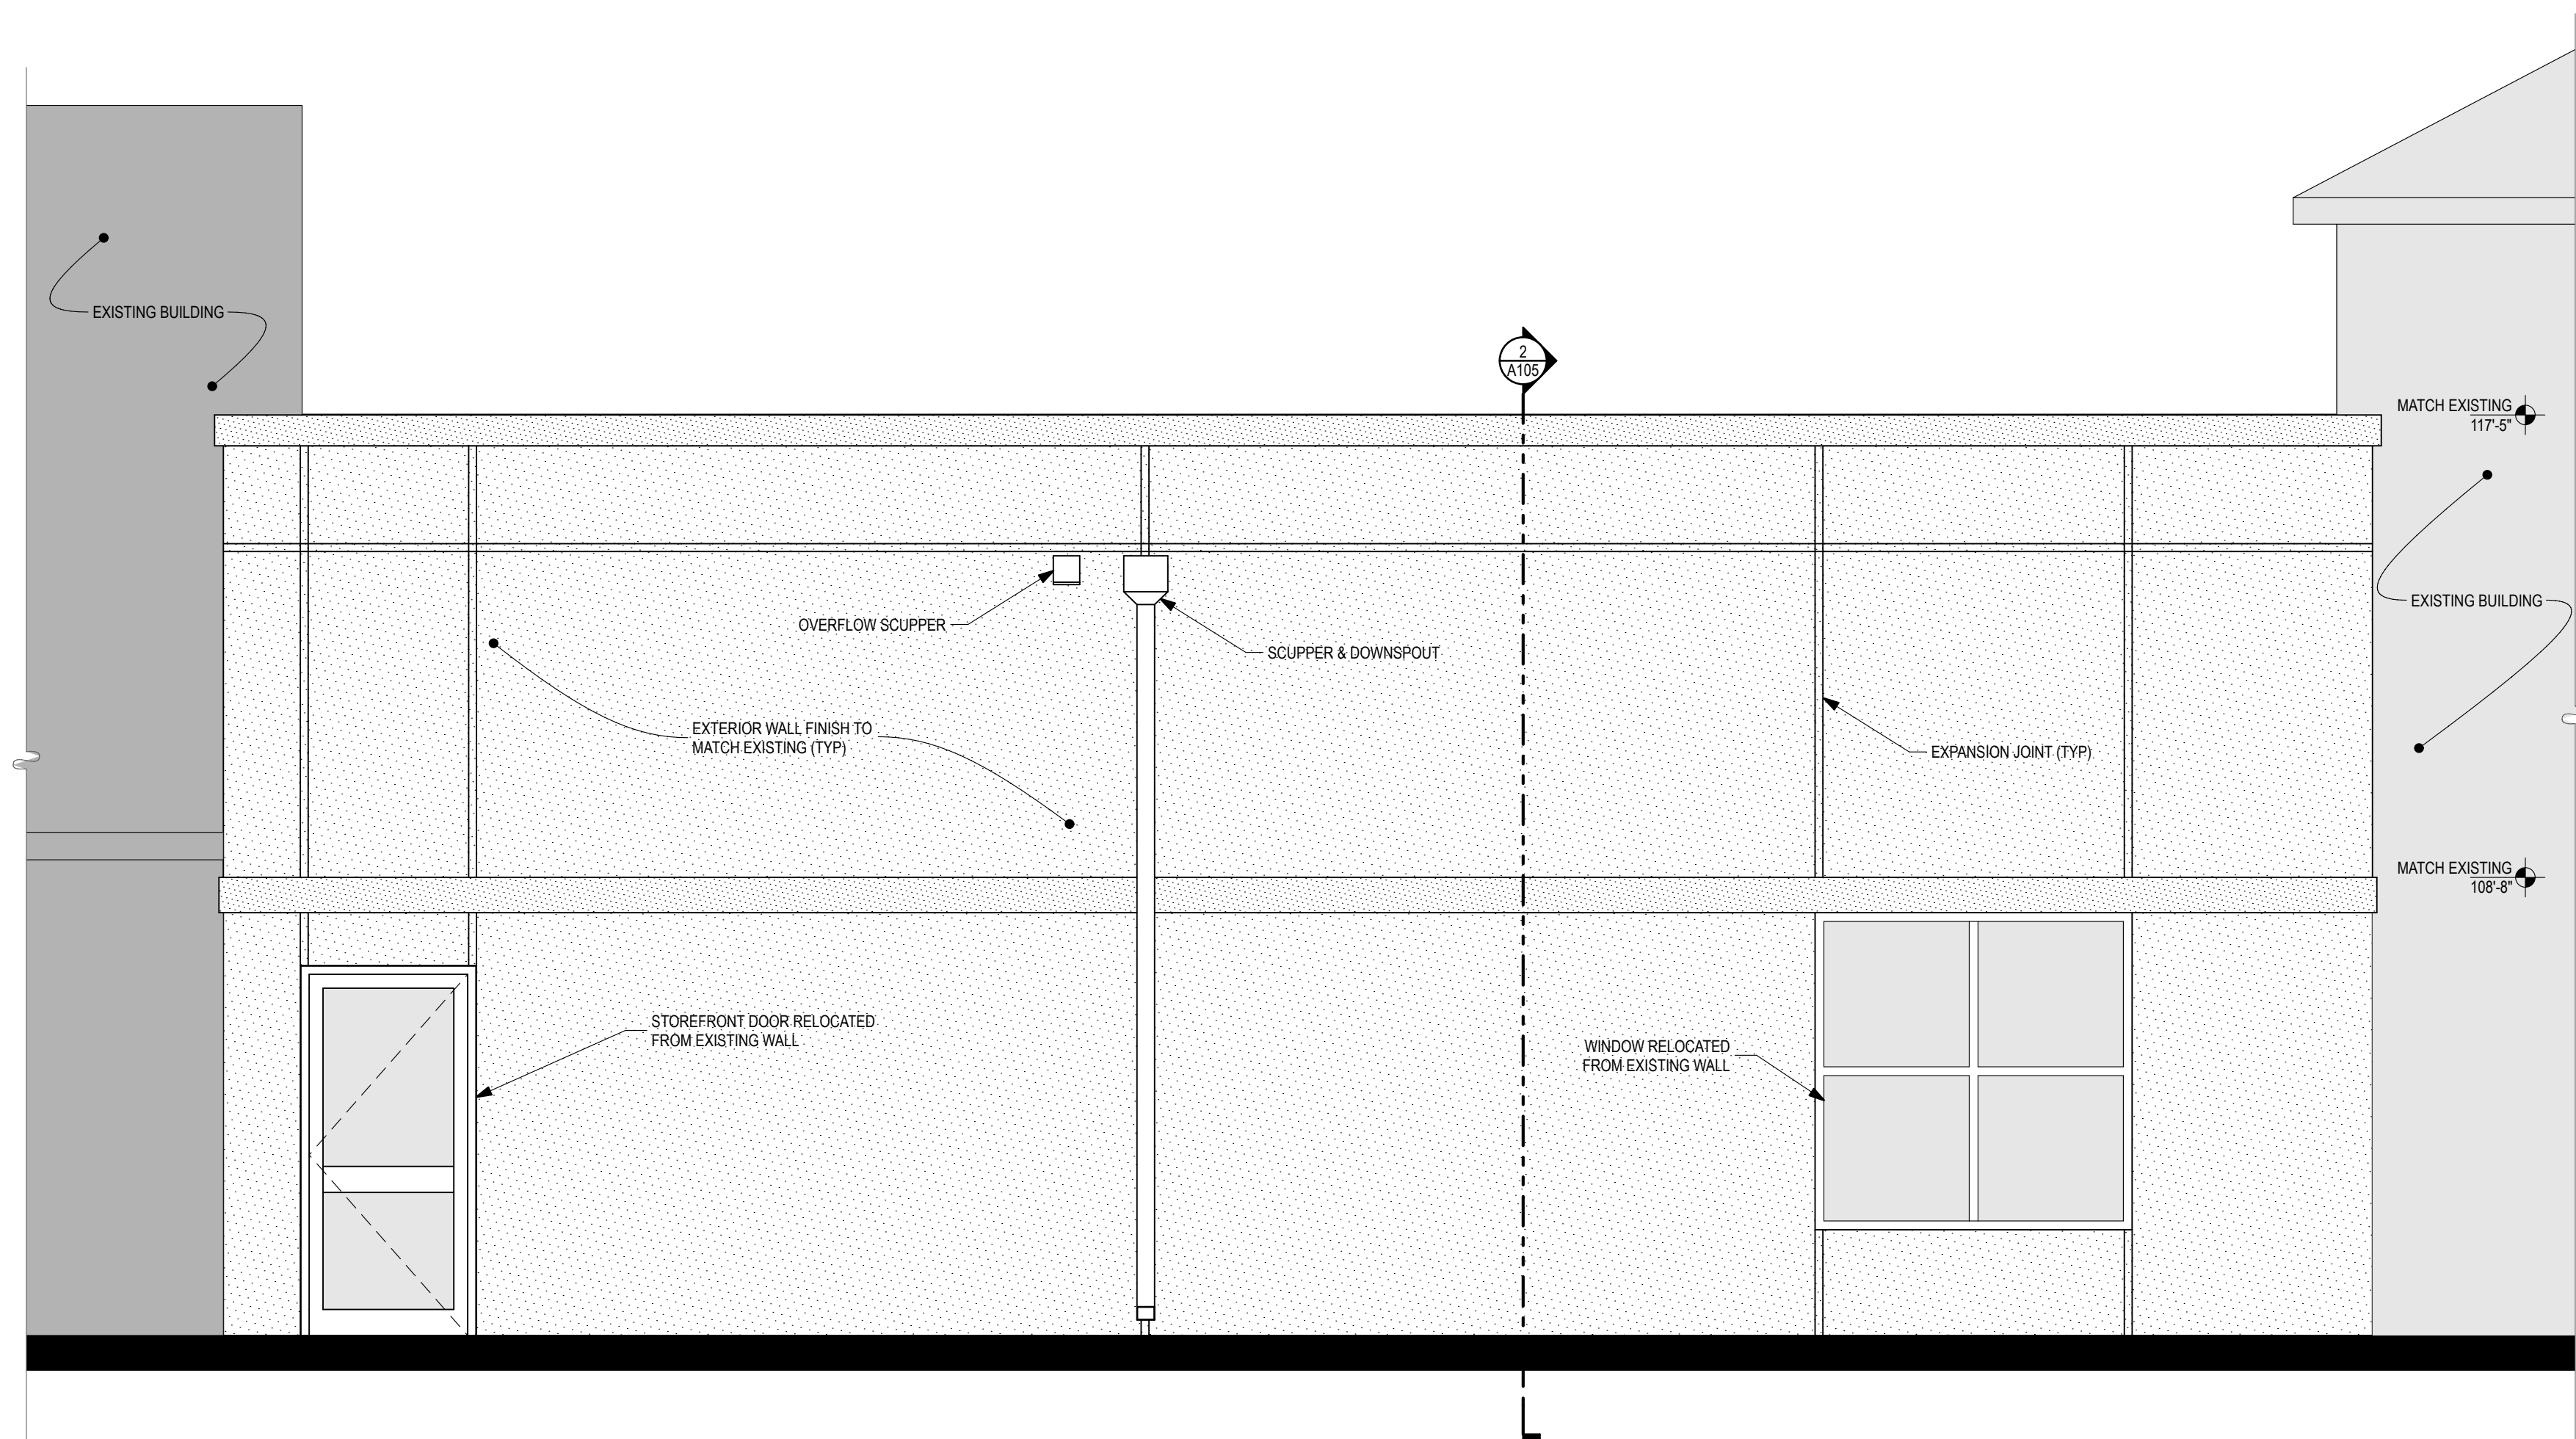 EXISTING BUILDING
2
A105
MATCH EXISTING
117'-5"
OVERFLOW SCUPPER
SCUPPER & DOWNSPOUT
EXISTING BUILDING
EXTERIOR WALL FINISH TO
MATCH EXISTING (TYP)
EXPANSION JOINT (TYP)
MATCH EXISTING
108'-8"
STOREFRONT DOOR RELOCATED
FROM EXISTING WALL
WINDOW RELOCATED
FROM EXISTING WALL